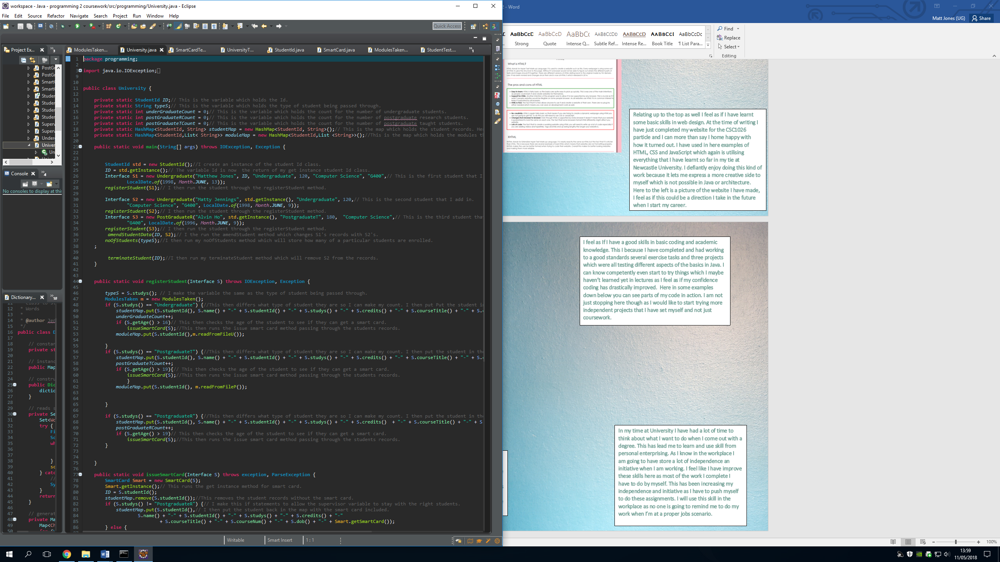 workspace - Java - programming 2 coursework/src/programming/University.java - Eclipse
File Edit Source Refactor Navigate Search Project Run Window Help
Quick Access
Project Ex...
ModulesTaken... University.java SmartCardTe... UniversityT... StudentId.java SmartCard.java ModulesTaken... StudentTest....
PostGr
PostGr
SmartC
SmartC
Studen
Studen
Studen
Studen
Superv
Superv
Underg
Univer
Un
Console
No consoles to display at this
Dictionary...
12 * Words
13 *
14 * @author Jen
15 */
16 public class D
17
18 // constan
19 private st
20
21 // instanc
22 public Map
23
24 // constru
25 public Dic
26 dictio
27 }
28
29 // reads s
30 private Se
31 Set<Wo
32 try {
33 Fi
34 Sc
35 wh
36
37
38 }
39 sc
40 } catc
41 //
42 Sy
43 }
44 return
45 }
46
47 // generat
48 private Ma
49 Map<Ch
1 package programming;
2
3 import java.io.IOException;
9
10
11 public class University {
12
13 private static StudentId ID;// This is the variable which holds the Id.
14 private static String typeS;// This is the variable which holds the type of student being passed through.
15 private static int underGraduateCount = 0;// This is the variable which holds the count for the number of undergraduate students.
16 private static int postGraduateRCount = 0;// This is the variable which holds the count for the number of postgraduate research students.
17 private static int postGraduateTCount = 0;// This is the variable which holds the count for the number of postgraduate taught students.
18 private static HashMap<StudentId, String> studentMap = new HashMap<StudentId, String>();// This is the map which holds the student records. Her
19 private static HashMap<StudentId,List< String>> moduleMap = new HashMap<StudentId,List <String>>();//This is the map which holds the modules th
20
21 public static void main(String[] args) throws IOException, Exception {
22
23
24 StudentId std = new StudentId();//I create an instance of the student Id class.
25 ID = std.getInstance();// The variable Id is now the return of my get instance student Id class.
26 Interface S1 = new Undergraduate("Matthew Jones", ID, "Undergraduate", 120, "Computer Science", "G400",// This is the first student that I
27 LocalDate.of(1998, Month.JUNE, 13));
28 registerStudent(S1);// I then run the student through the registerStudent method.
29
30 Interface S2 = new Undergraduate("Matty Jennings", std.getInstance(), "Undergraduate", 120,// This is the second student that I add in.
31 "Computer Science", "G400", LocalDate.of(1998, Month.JUNE, 9));
32 registerStudent(S2);// I then run the student through the registerStudent method.
33 Interface S3 = new PostGraduateR("Alvin Ho", std.getInstance(), "PostgraduateT", 180, "Computer Science",// This is the third student that
34 "G400", LocalDate.of(1996, Month.JUNE, 9));
35 registerStudent(S3);// I then run the student through the registerStudent method.
36 amendStudentData(ID, S2);// I the run the amendStudent method which changes S1's records with S2's.
37 noOfStudents(typeS);//I then run my noOfStudents method which will store how many of a particular students are enrolled.
38 ;
39
40 terminateStudent(ID);//I then run my terminateStudent method which will remove S2 from the records.
41 }
42
43
44 public static void registerStudent(Interface S) throws IOException, Exception {
45
46 typeS = S.studys(); // I make the variable the same as the type of student being passed through.
47 ModulesTaken m = new ModulesTaken();
48 if (S.studys() == "Undergraduate") {//This then differs what type of student they are so I can make my count. I then put Put the student in
49 studentMap.put(S.studentId(), S.name() + "-" + S.studentId() + "-" + S.studys() + "-" + S.credits() + "-" + S.courseTitle() + "-" + S.c
50 underGraduateCount++;
51 if (S.getAge() > 16)// This then checks the age of the student to see if they can get a smart card.
52 issueSmartCard(S);//This then runs the issue smart card method passing through the students records.
53 moduleMap.put(S.studentId(),m.readFromFileU());
54
55 }
56 if (S.studys() == "PostgraduateT") {//This then differs what type of student they are so I can make my count. I then put the student in the
57 studentMap.put(S.studentId(), S.name() + "-" + S.studentId() + "-" + S.studys() + "-" + S.credits() + "-" + S.courseTitle() + "-" + S.c
58 postGraduateTCount++;
59 if (S.getAge() > 19){// This then checks the age of the student to see if they can get a smart card.
60 issueSmartCard(S);//This then runs the issue smart card method passing through the students records.
61 }
62 moduleMap.put(S.studentId(), m.readFromFileP());
63
64
65 }
66
67 if (S.studys() == "PostgraduateR") {//This then differs what type of student they are so I can make my count. I then put the student in the
68 studentMap.put(S.studentId(), S.name() + "-" + S.studentId() + "-" + S.studys() + "-" + S.credits() + "-" + S.courseTitle() + "-" + S
69 postGraduateRCount++;
70 if (S.getAge() > 19)// This then checks the age of the student to see if they can get a smart card.
71 issueSmartCard(S);//This then runs the issue smart card method passing through the students records.
72 }
73
74
75 }
76
77 public static void issueSmartCard(Interface S) throws exception, ParseException {
78 SmartCard Smart = new SmartCard(S);
79 Smart.getInstance();// This runs the get instance method for smart card.
80 ID = S.studentId();
81 studentMap.remove(S.studentId());//This removes the student records without the smart card.
82 if (S.studys() != "PostgraduateR") {// I make this if statements to allow the supervisor variable to stay with the right students.
83 studentMap.put(S.studentId(),// I then put the student back in the map with the smart card included.
84 S.name() + "-" + S.studentId() + "-" + S.studys() + "-" + S.credits() + "-"
85 + S.courseTitle() + "-" + S.courseNum() + "-" + S.dob() + "-" + Smart.getSmartCard());
86 } else {
Writable Smart Insert 1 : 1
2 - Word
Matt Jones (UG) Share
AaBbCcD AaBbCcD AaBbCc AaBbCcDd AaBbCcD AaBbCcI AaBbCcDc
Strong Quote Intense Q... Subtle Ref... Intense Re... Book Title ¶ List Para...
Find
Replace
Select
Editing
What is HTML?
The pros and cons of HTML
XHTML
Relating up to the top as well I feel as if I have learnt
some basic skills in web design. At the time of writing I
have just completed my website for the CSC1026
particle and I can more than say I home happy with
how it turned out. I have used in here examples of
HTML, CSS and JavaScript which again is utilising
everything that I have learnt so far in my tie at
Newcastle University. I defiantly enjoy doing this kind of
work because it lets me express a more creative side to
myself which is not possible in Java or architecture.
Here to the left is a picture of the website I have made,
I feel as if this could be a direction I take in the future
when I start my career.
I feel as If I have a good skills in basic coding and academic
knowledge. This I because I have completed and had working
to a good standards several exercise tasks and three projects
which were all testing different aspects of the basics in Java. I
can know competently even start to try things which I maybe
haven't learned yet in lectures as I feel as if my confidence
coding has drastically improved. Here in some examples
down below you can see parts of my code in action. I am not
just stopping here though as I would like to start trying more
independent projects that I have set myself and not just
coursework.
In my time at University I have had a lot of time to
think about what I want to do when I come out with a
degree. This has lead me to learn and use skill from
personal enterprising. As I know in the workplace I
am going to have store a lot of independence an
initiative when I am working. I feel like I have improve
these skills here as most of the work I complete I
have to do by myself. This has been increasing my
independence and initiative as I have to push myself
to do these assignments. I will use this skill in the
workplace as no one is going to remind me to do my
work when I'm at a proper jobs scenario.
100%
13:59
11/05/2018